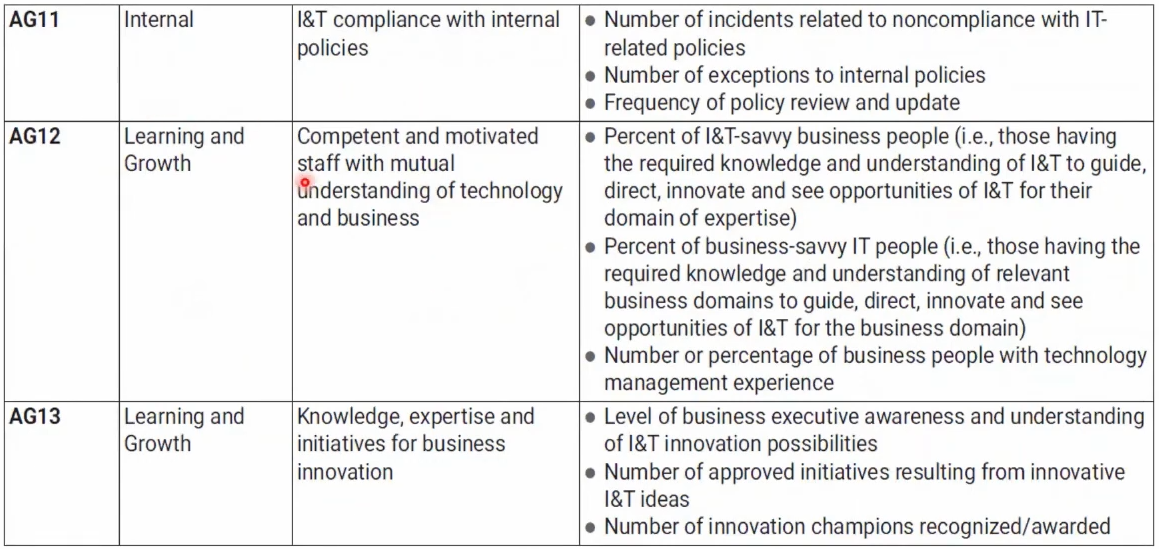 AG11
Internal
I&T compliance with internal
policies
● Number of incidents related to noncompliance with IT-
related policies
● Number of exceptions to internal policies
● Frequency of policy review and update
AG12
Learning and
Growth
Competent and motivated
staff with mutual
understanding of technology
and business
● Percent of I&T-savvy business people (i.e., those having
the required knowledge and understanding of I&T to guide,
direct, innovate and see opportunities of I&T for their
domain of expertise)
● Percent of business-savvy IT people (i.e., those having the
required knowledge and understanding of relevant
business domains to guide, direct, innovate and see
opportunities of I&T for the business domain)
● Number or percentage of business people with technology
management experience
AG13
Learning and
Growth
Knowledge, expertise and
initiatives for business
innovation
● Level of business executive awareness and understanding
of I&T innovation possibilities
● Number of approved initiatives resulting from innovative
I&T ideas
● Number of innovation champions recognized/awarded